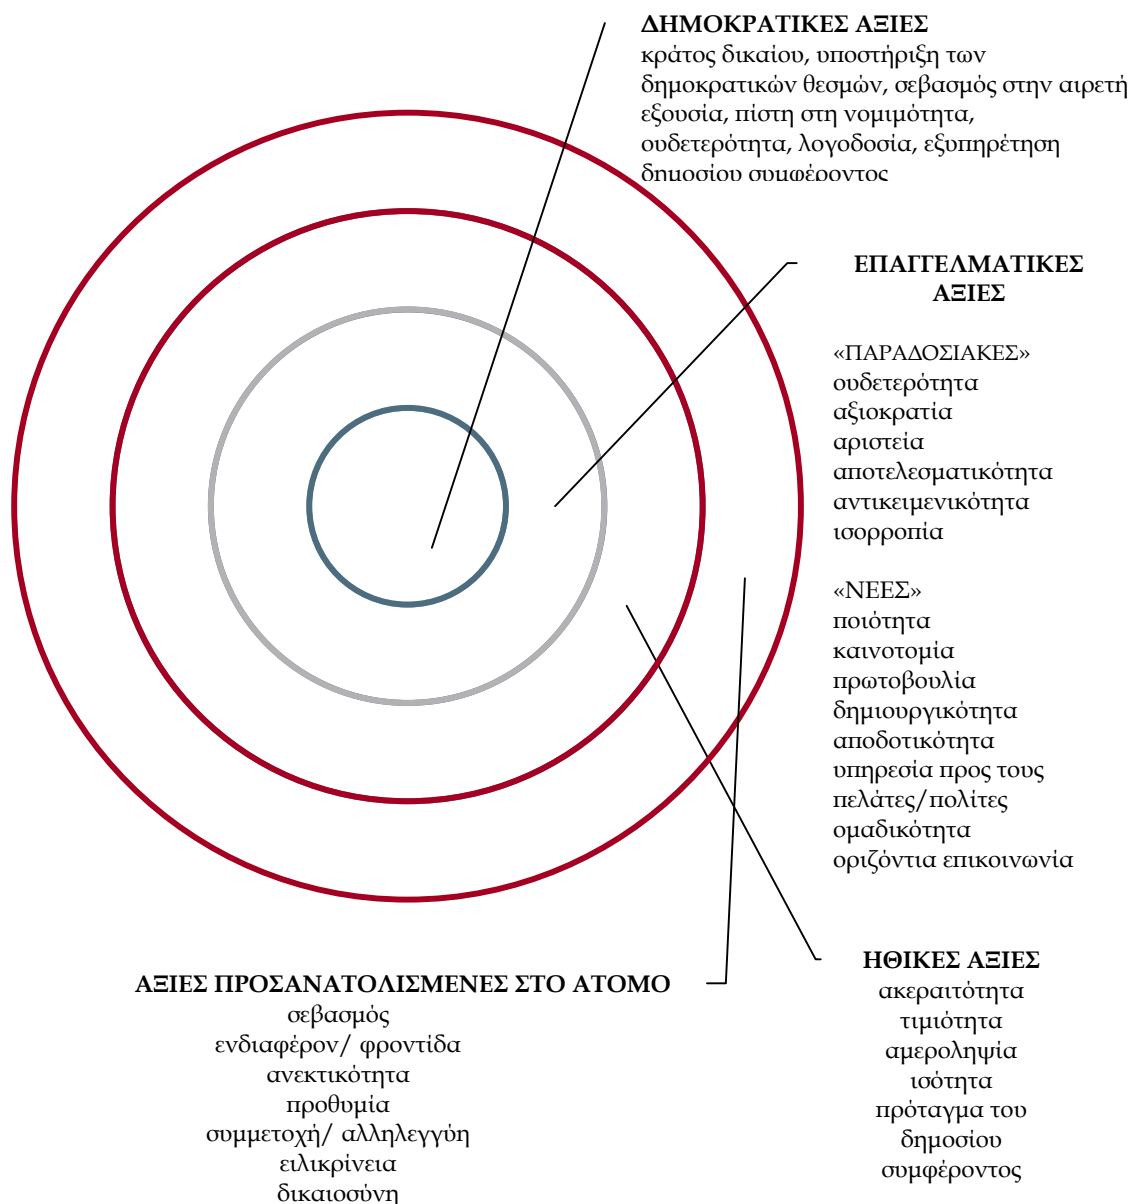 ΔΗΜΟΚΡΑΤΙΚΕΣ ΑΞΙΕΣ
κράτος δικαίου, υποστήριξη των
δημοκρατικών θεσμών, σεβασμός στην αιρετή
εξουσία, πίστη στη νομιμότητα,
ουδετερότητα, λογοδοσία, εξυπηρέτηση
δημοσίου συμφέροντος
ΕΠΑΓΓΕΛΜΑΤΙΚΕΣ
ΑΞΙΕΣ
«ΠΑΡΑΔΟΣΙΑΚΕΣ»
ουδετερότητα
αξιοκρατία
αριστεία
αποτελεσματικότητα
αντικειμενικότητα
ισορροπία
«ΝΕΕΣ»
ποιότητα
καινοτομία
πρωτοβουλία
δημιουργικότητα
αποδοτικότητα
υπηρεσία προς τους
πελάτες/πολίτες
ομαδικότητα
οριζόντια επικοινωνία
ΗΘΙΚΕΣ ΑΞΙΕΣ
ακεραιτότητα
τιμιότητα
αμεροληψία
ισότητα
πρόταγμα του
δημοσίου
συμφέροντος
ΑΞΙΕΣ ΠΡΟΣΑΝΑΤΟΛΙΣΜΕΝΕΣ ΣΤΟ ΑΤΟΜΟ
σεβασμός
ενδιαφέρον/ φροντίδα
ανεκτικότητα
προθυμία
συμμετοχή/ αλληλεγγύη
ειλικρίνεια
δικαιοσύνη